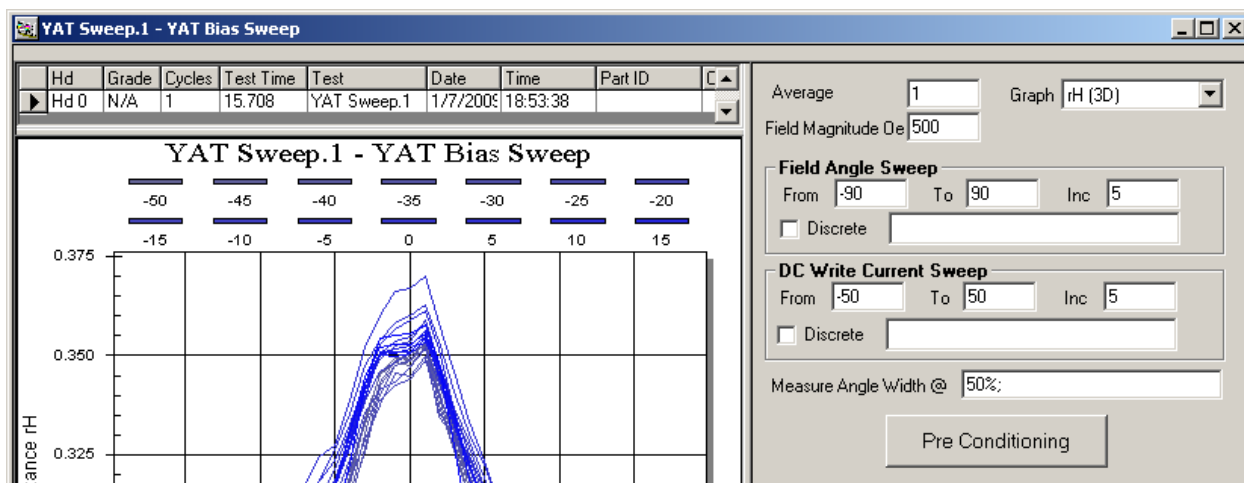 YAT Sweep.1 - YAT Bias Sweep
Hd Grade Cycles Test Time Test Date Time Part ID
Hd 0 N/A 1 15.708 YAT Sweep.1 1/7/2009 18:53:38
YAT Sweep.1 - YAT Bias Sweep
-50 -45 -40 -35 -30 -25 -20
-15 -10 -5 0 5 10 15
0.375
0.350
0.325
rH
Average 1 Graph rH (3D)
Field Magnitude Oe 500
Field Angle Sweep
From -90 To 90 Inc 5
Discrete
DC Write Current Sweep
From -50 To 50 Inc 5
Discrete
Measure Angle Width @ 50%;
Pre Conditioning